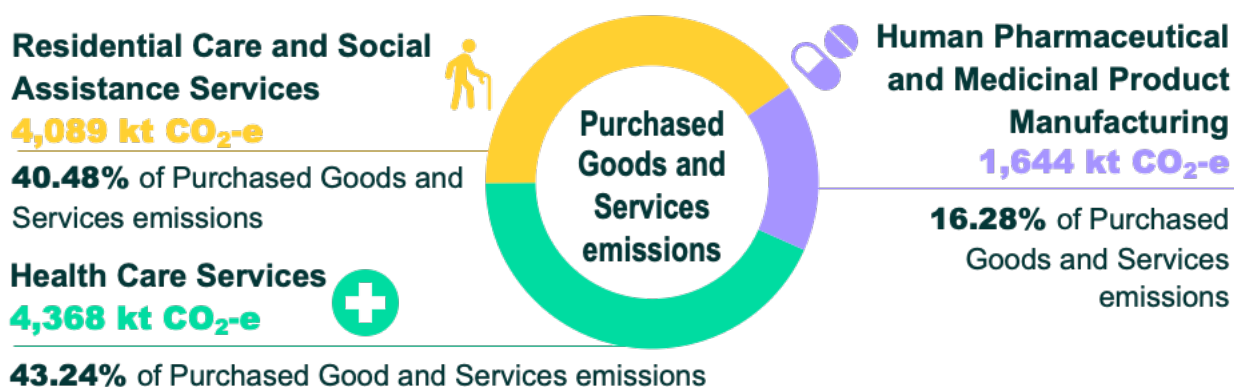 Residential Care and Social
Assistance Services
4,089 kt CO₂-e
40.48% of Purchased Goods and
Services emissions
Health Care Services
4,368 kt CO₂-e
43.24% of Purchased Good and Services emissions
Purchased
Goods and
Services
emissions
Human Pharmaceutical
and Medicinal Product
Manufacturing
1,644 kt CO₂-e
16.28% of Purchased
Goods and Services
emissions